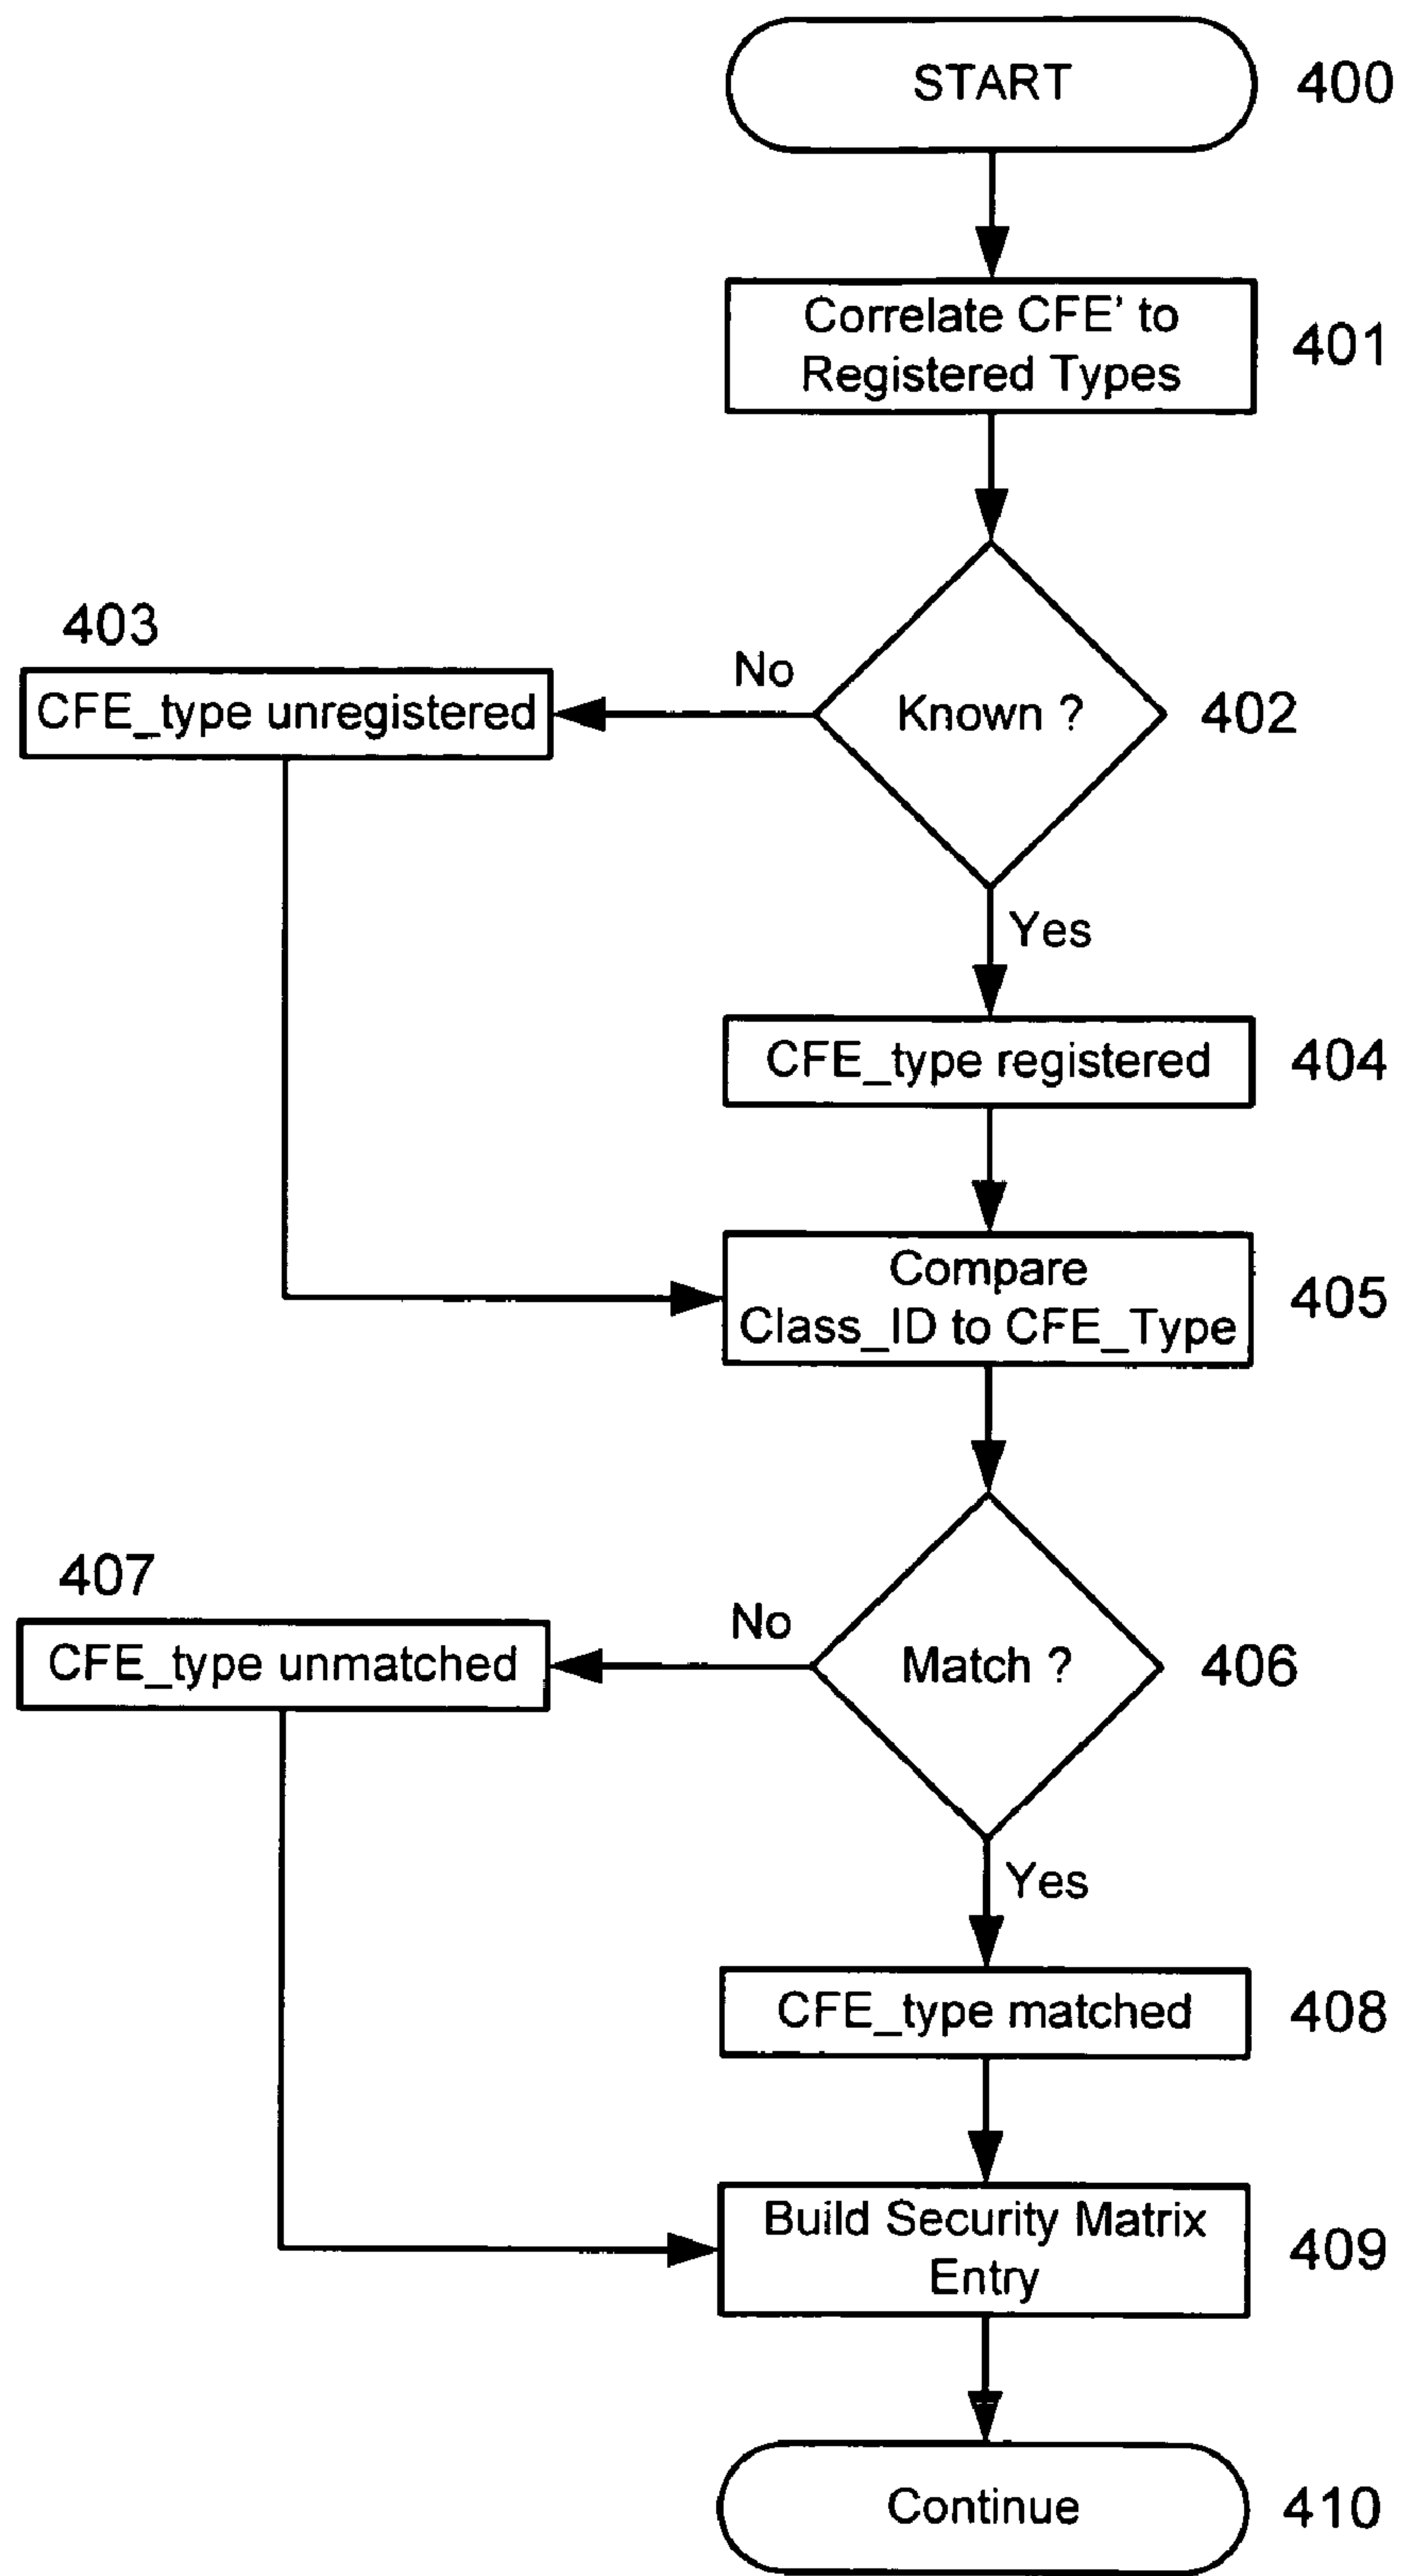 START
400
Correlate CFE' to
Registered Types
401
403
No
CFE_type unregistered
Known ?
402
Yes
CFE_type registered
404
Compare
Class_ID to CFE_Type
405
407
No
CFE_type unmatched
Match ?
406
Yes
CFE_type matched
408
Build Security Matrix
Entry
409
Continue
410